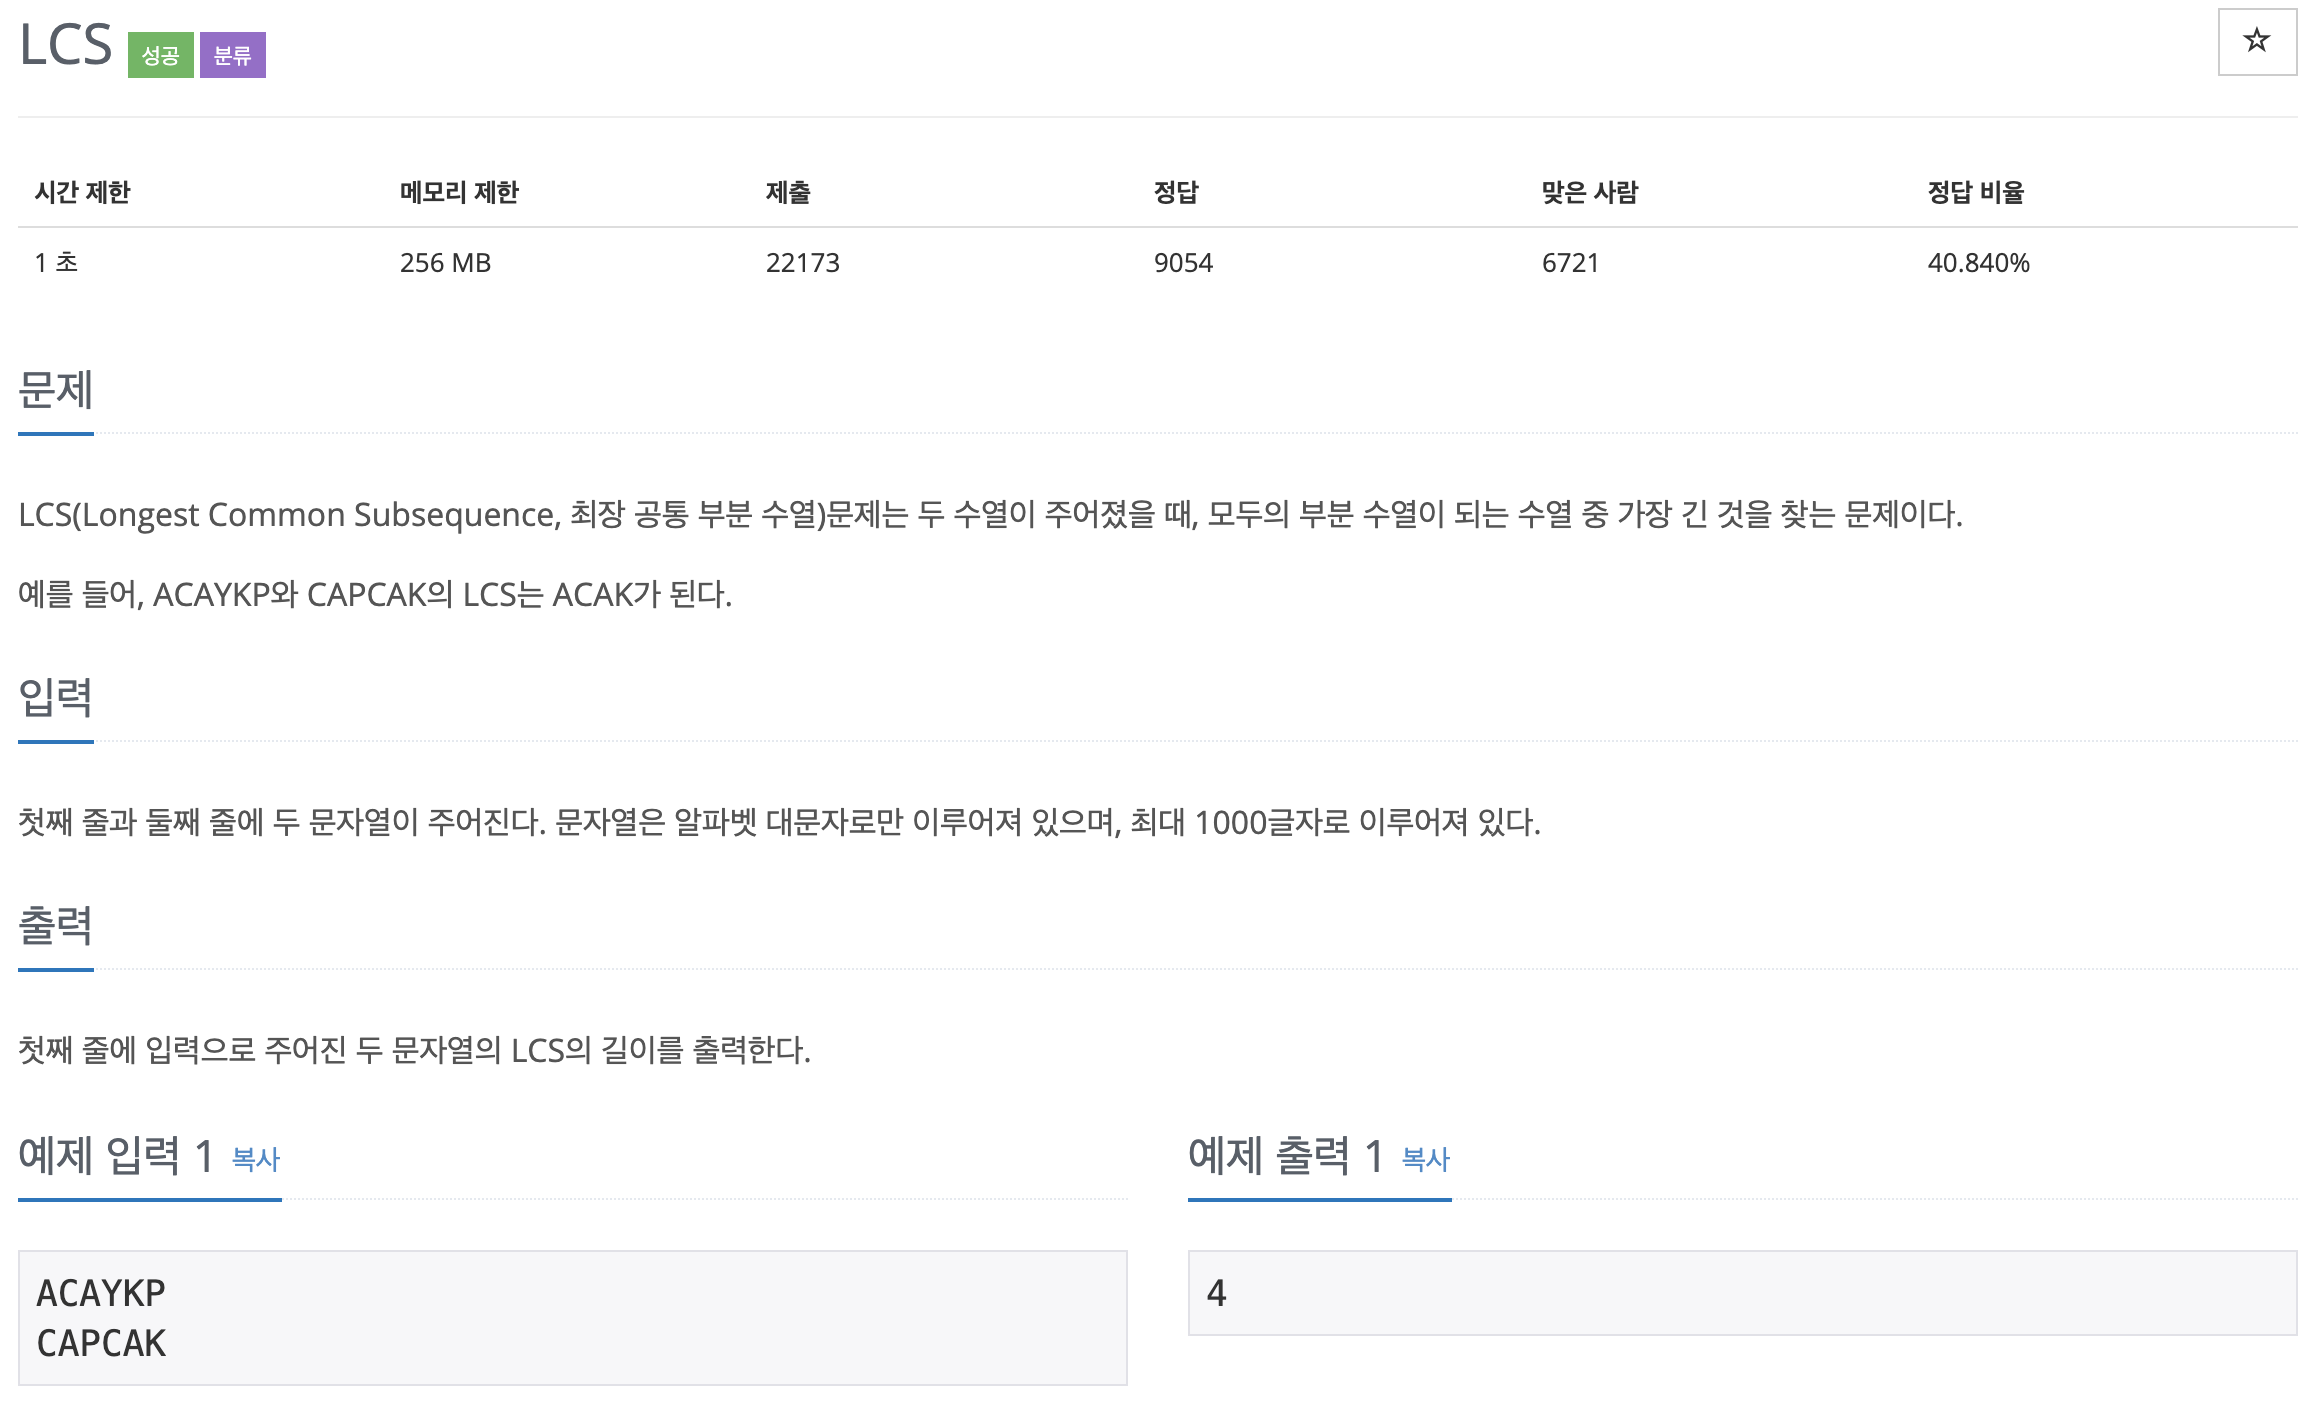 LCS 성공 분류
☆
시간 제한 메모리 제한 제출 정답 맞은 사람 정답 비율
1 초 256 MB 22173 9054 6721 40.840%
문제
LCS(Longest Common Subsequence, 최장 공통 부분 수열)문제는 두 수열이 주어졌을 때, 모두의 부분 수열이 되는 수열 중 가장 긴 것을 찾는 문제이다.
예를 들어, ACAYKP와 CAPCAK의 LCS는 ACAK가 된다.
입력
첫째 줄과 둘째 줄에 두 문자열이 주어진다. 문자열은 알파벳 대문자로만 이루어져 있으며, 최대 1000글자로 이루어져 있다.
출력
첫째 줄에 입력으로 주어진 두 문자열의 LCS의 길이를 출력한다.
예제 입력 1 복사
ACAYKP
CAPCAK
예제 출력 1 복사
4